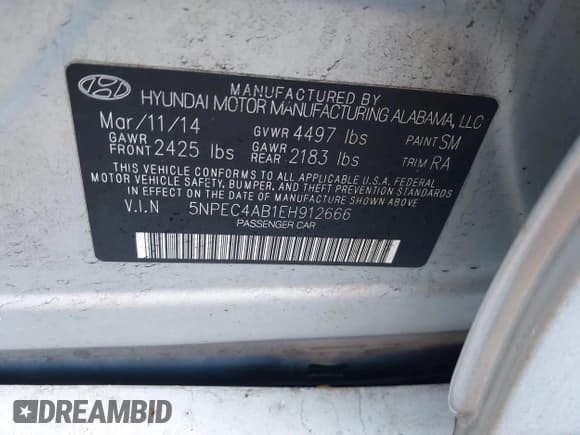 MANUFACTURED BY
HYUNDAI MOTOR MANUFACTURING ALABAMA, LLC
Mar/11/14 GVWR 4497 lbs PAINT SM
GAWR FRONT 2425 lbs GAWR REAR 2183 lbs TRIM RA
THIS VEHICLE CONFORMS TO ALL APPLICABLE U.S.A. FEDERAL
MOTOR VEHICLE SAFETY, BUMPER, AND THEFT PREVENTION STANDARDS
IN EFFECT ON THE DATE OF MANUFACTURE SHOWN ABOVE
V.I.N 5NPEC4AB1EH912666
PASSENGER CAR
DREAMBID